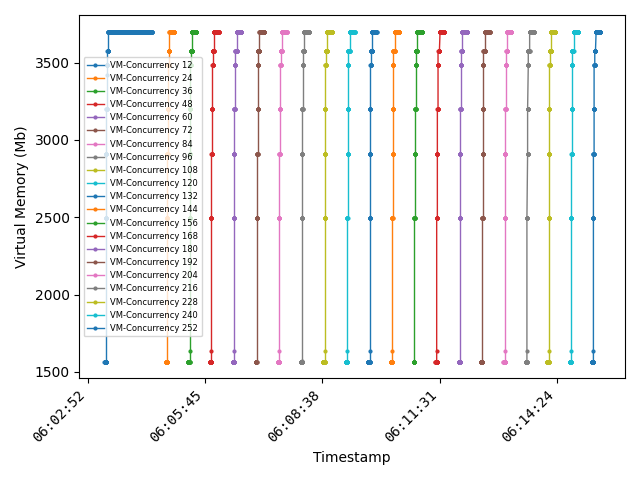 Virtual Memory (Mb)
3500
3000
2500
2000
1500
VM-Concurrency 12
VM-Concurrency 24
VM-Concurrency 36
VM-Concurrency 48
VM-Concurrency 60
VM-Concurrency 72
VM-Concurrency 84
VM-Concurrency 96
VM-Concurrency 108
VM-Concurrency 120
VM-Concurrency 132
VM-Concurrency 144
VM-Concurrency 156
VM-Concurrency 168
VM-Concurrency 180
VM-Concurrency 192
VM-Concurrency 204
VM-Concurrency 216
VM-Concurrency 228
VM-Concurrency 240
VM-Concurrency 252
06:02:52
06:05:45
06:08:38
06:11:31
06:14:24
Timestamp